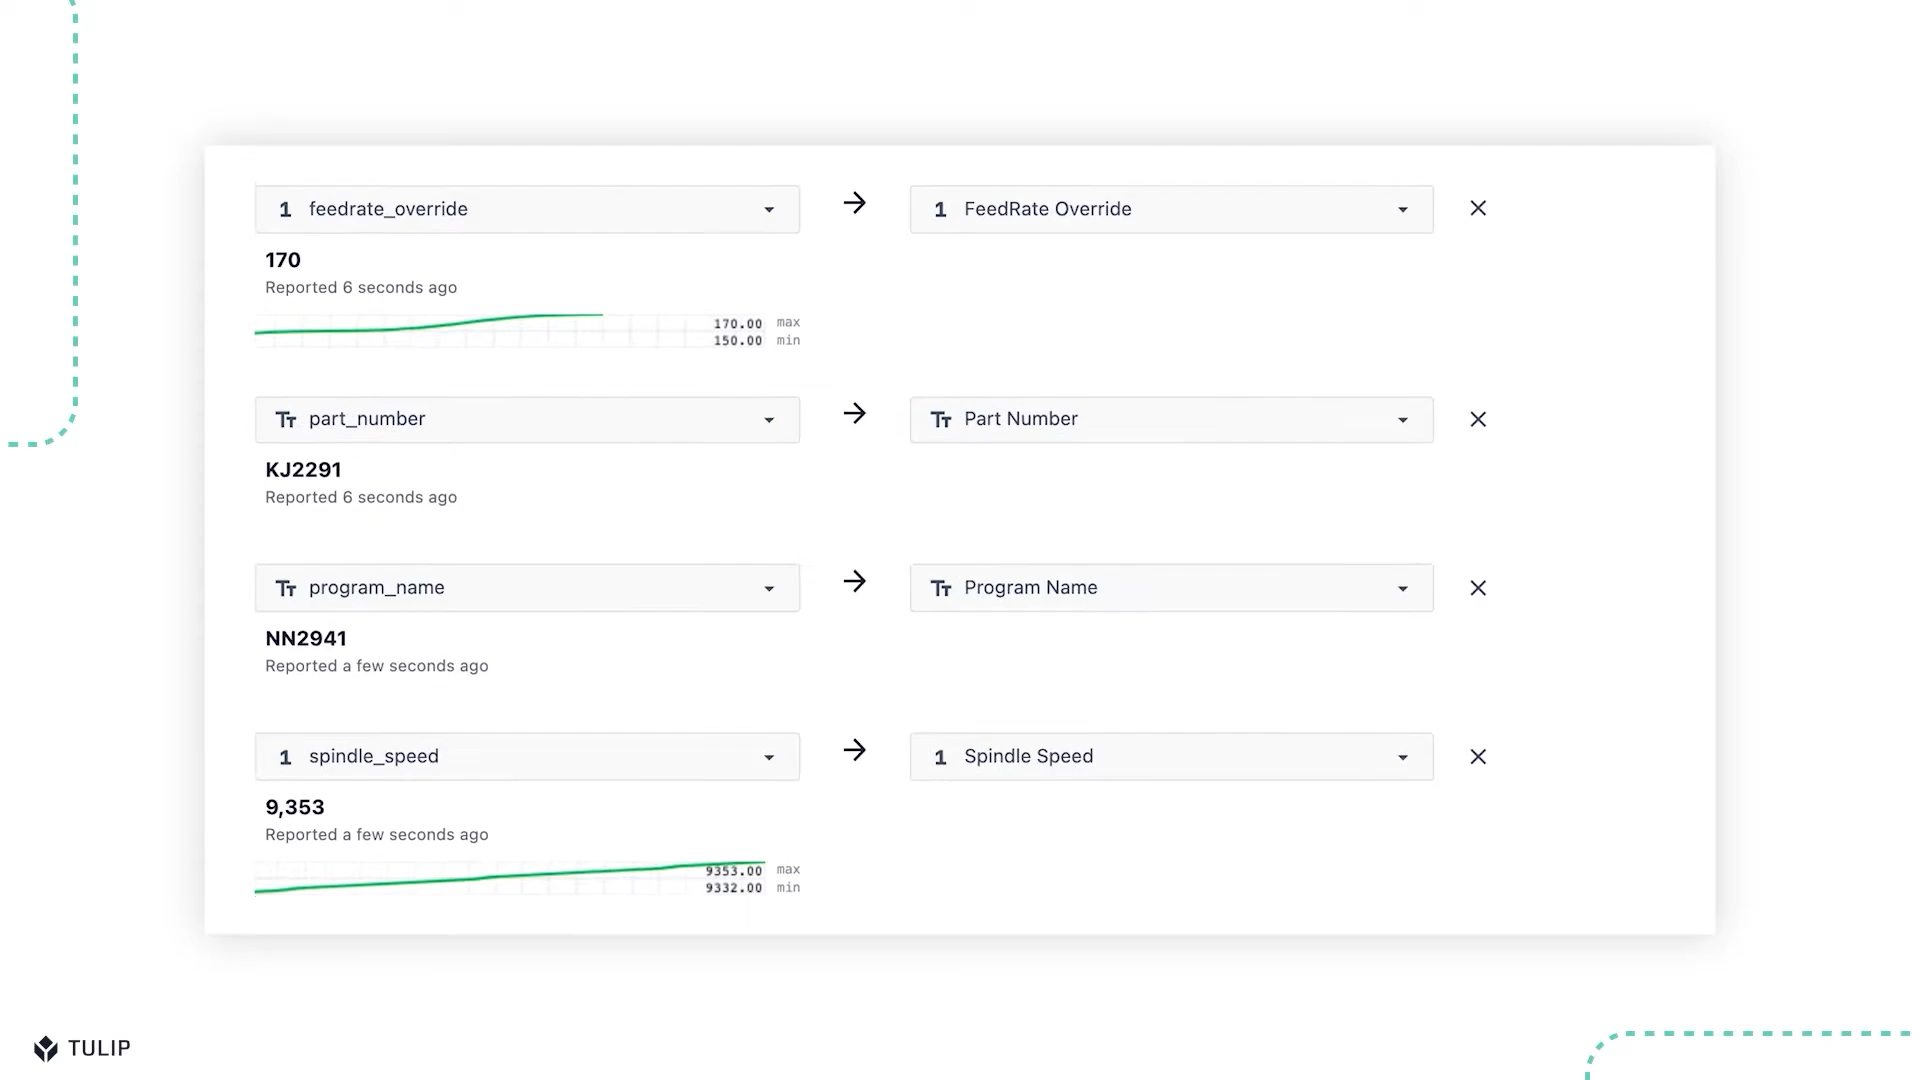 1 feedrate_override
1 FeedRate Override
170
Reported 6 seconds ago
170.00 max
150.00 min
Tт part_number
Tт Part Number
KJ2291
Reported 6 seconds ago
Tт program_name
Tт Program Name
NN2941
Reported a few seconds ago
1 spindle_speed
1 Spindle Speed
9,353
Reported a few seconds ago
9353.00 max
9332.00 min
TULIP